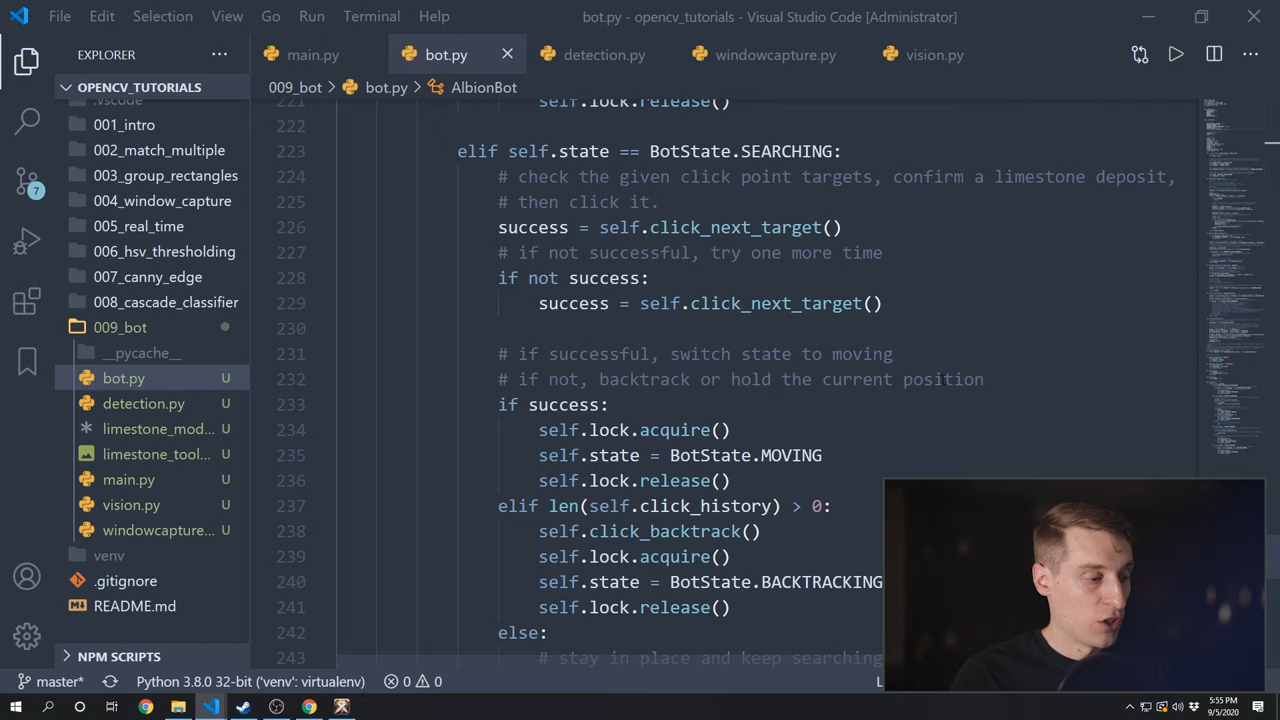 File Edit Selection View Go Run Terminal Help bot.py - opencv_tutorials - Visual Studio Code [Administrator]
EXPLORER ···
main.py bot.py detection.py windowcapture.py vision.py
OPENCV_TUTORIALS
009_bot > bot.py > AlbionBot
.vscode
001_intro
002_match_multiple
003_group_rectangles
004_window_capture
005_real_time
006_hsv_thresholding
007_canny_edge
008_cascade_classifier
009_bot
__pycache__
bot.py U
detection.py U
limestone_mod... U
limestone_tool... U
main.py U
vision.py U
windowcapture... U
venv
.gitignore
README.md
NPM SCRIPTS
7
221 self.lock.release()
222
223 elif self.state == BotState.SEARCHING:
224 # the given click point targets, confirm a limestone deposit,
225 # then click it.
226 success = self.click_next_target()
227 # if not successful, try one more time
228 if not success:
229 success = self.click_next_target()
230
231 # if successful, switch state to moving
232 # if not, backtrack or hold the current position
233 if success:
234 self.lock.acquire()
235 self.state = BotState.MOVING
236 self.lock.release()
237 elif len(self.click_history) > 0:
238 self.click_backtrack()
239 self.lock.acquire()
240 self.state = BotState.BACKTRACKING
241 self.lock.release()
242 else:
243 # stay in place and keep searching
master* Python 3.8.0 32-bit ('venv': virtualenv) 0 0 L
5:55 PM
9/5/2020